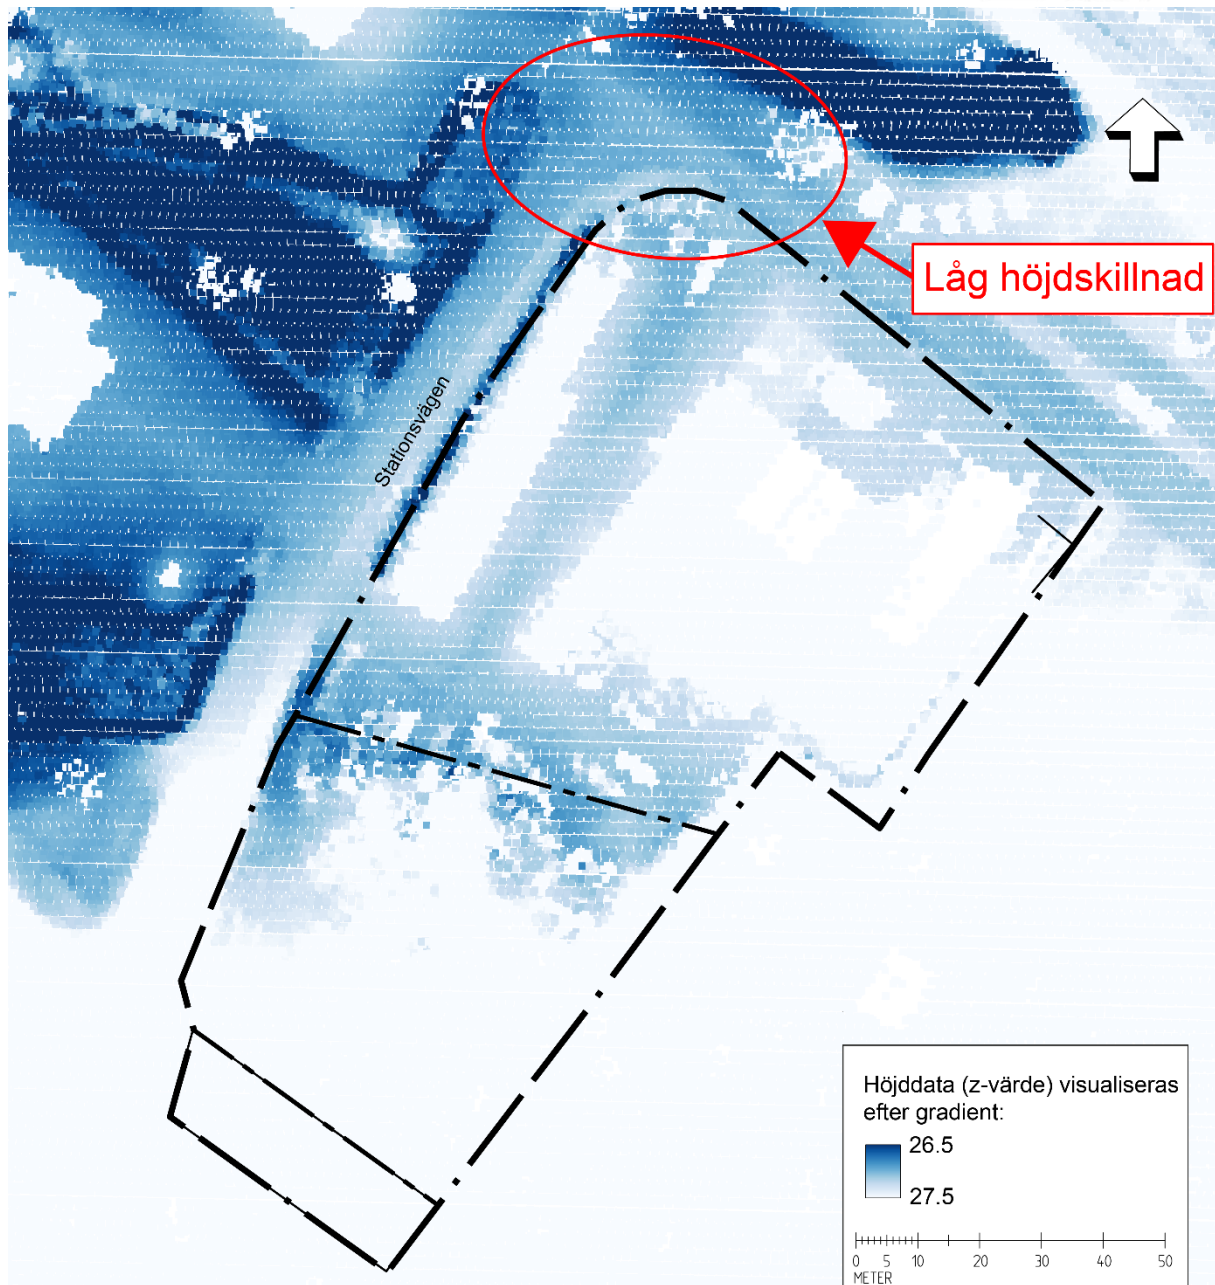 Låg höjdskillnad
Stationsvägen
Höjddata (z-värde) visualiseras
efter gradient:
26.5
27.5
0 5 10 20 30 40 50
METER